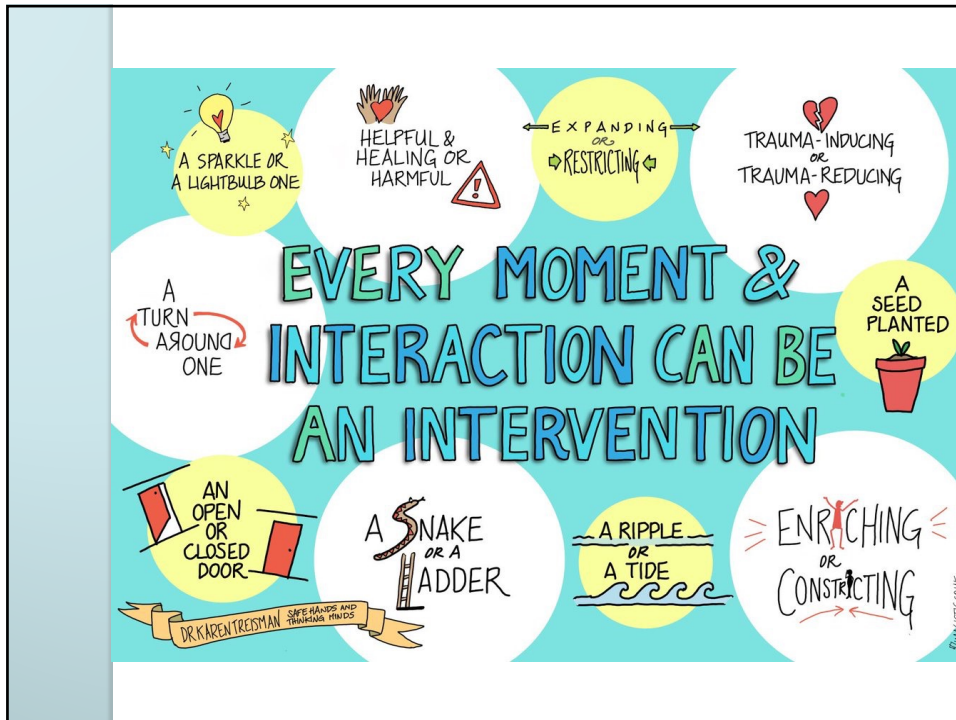 A SPARKLE OR
A LIGHTBULB ONE
HELPFUL &
HEALING OR
HARMFUL
EXPANDING
OR
RESTRICTING
TRAUMA-INDUCING
OR
TRAUMA-REDUCING
EVERY MOMENT &
INTERACTION CAN BE
AN INTERVENTION
A
TURN
AROUND
ONE
A
SEED
PLANTED
AN
OPEN
OR
CLOSED
DOOR
A SNAKE
OR A
LADDER
A RIPPLE
OR
A TIDE
ENRICHING
OR
CONSTRICTING
DR. KAREN TREISMAN SAFE HANDS AND
THINKING MINDS